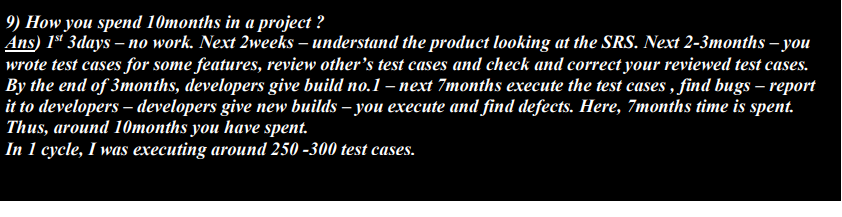 9) How you spend 10months in a project ?
Ans) 1st 3days – no work. Next 2weeks – understand the product looking at the SRS. Next 2-3months – you
wrote test cases for some features, review other’s test cases and check and correct your reviewed test cases.
By the end of 3months, developers give build no.1 – next 7months execute the test cases , find bugs – report
it to developers – developers give new builds – you execute and find defects. Here, 7months time is spent.
Thus, around 10months you have spent.
In 1 cycle, I was executing around 250 -300 test cases.